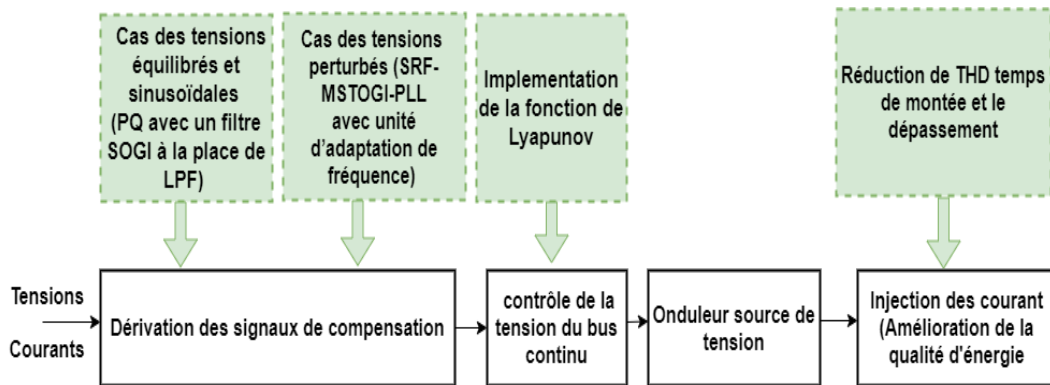 Cas des tensions
équilibrés et
sinusoïdales
(PQ avec un filtre
SOGI à la place de
LPF)
Cas des tensions
perturbés (SRF-
MSTOGI-PLL
avec unité
d'adaptation de
fréquence)
Implementation
de la fonction de
Lyapunov
Réduction de THD temps
de montée et le
dépassement
Tensions
Courants
Dérivation des signaux de compensation
contrôle de la
tension du bus
continu
Onduleur source de
tension
Injection des courant
(Amélioration de la
qualité d'énergie